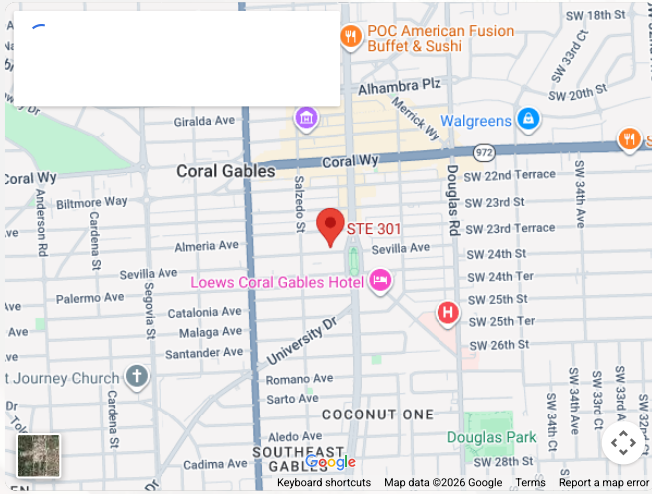 SW 18th St
POC American Fusion
Buffet & Sushi
SW 33rd Ct
Alhambra Plz
SW 20th St
Merrick Wy
Giralda Ave
Walgreens
Coral Wy
972
Coral Gables
Coral Wy
SW 22nd Terrace
Salzedo St
Douglas Rd
SW 34th Ave
Anderson Rd
Biltmore Way
Cardena St
SW 23rd St
STE 301
SW 23rd Terrace
Almeria Ave
Sevilla Ave
SW 24th St
Sevilla Ave
Loews Coral Gables Hotel
SW 24th Ter
Palermo Ave
Segovia St
H
SW 25th St
Catalonia Ave
SW 25th Ter
Malaga Ave
University Dr
Santander Ave
SW 26th St
t Journey Church
Romano Ave
Cardena St
Sarto Ave
COCONUT ONE
SW 34th Ct
SW 34th Ave
SW 33rd Ct
Dr
Aledo Ave
Douglas Park
SOUTHEAST
GABLES
Google
Cadima Ave
SW 28th St
Keyboard shortcuts
Map data ©2026 Google
Terms
Report a map error